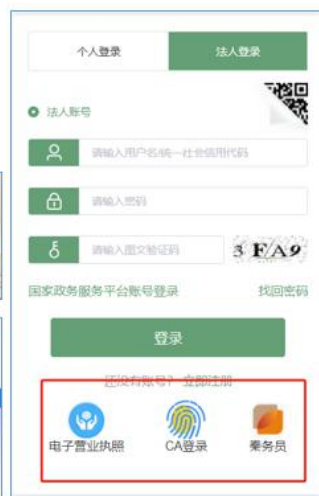 个人登录 法人登录
法人账号
请输入用户名/统一社会信用代码
请输入密码
请输入图文验证码 3 F/A9
国家政务服务平台账号登录 找回密码
登录
还没有账号? 立即注册
电子营业执照 CA登录 秦务员